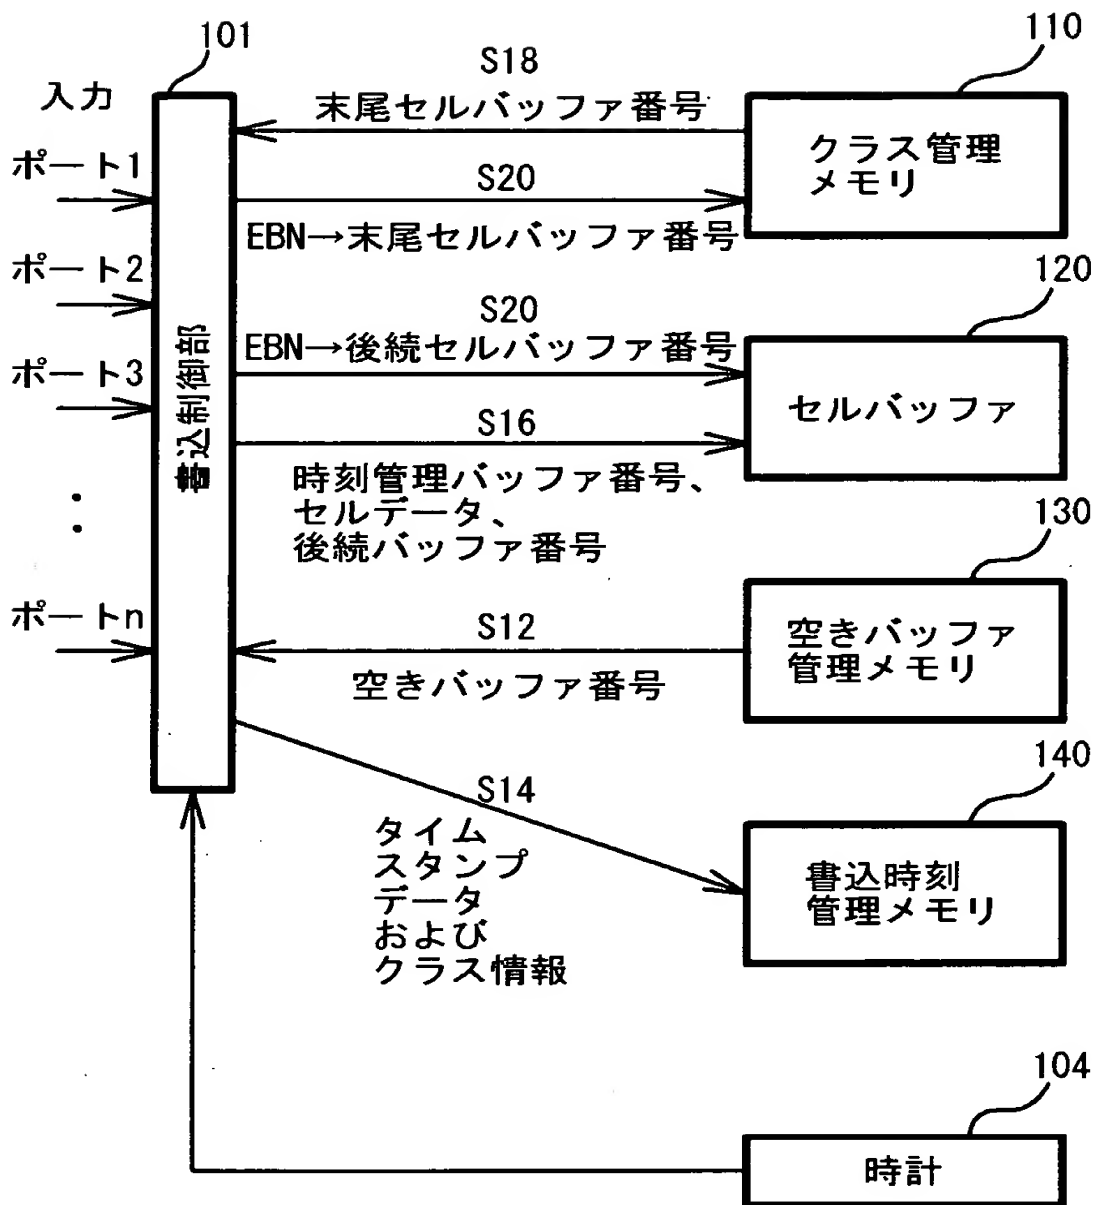 101
110
入力
S18
末尾セルバッファ番号
クラス管理
メモリ
ポート1
S20
EBN→末尾セルバッファ番号
ポート2
120
S20
EBN→後続セルバッファ番号
ポート3
書込制御部
セルバッファ
S16
時刻管理バッファ番号、
セルデータ、
後続バッファ番号
130
ポートn
S12
空きバッファ番号
空きバッファ
管理メモリ
140
S14
タイム
スタンプ
データ
および
クラス情報
書込時刻
管理メモリ
104
時計